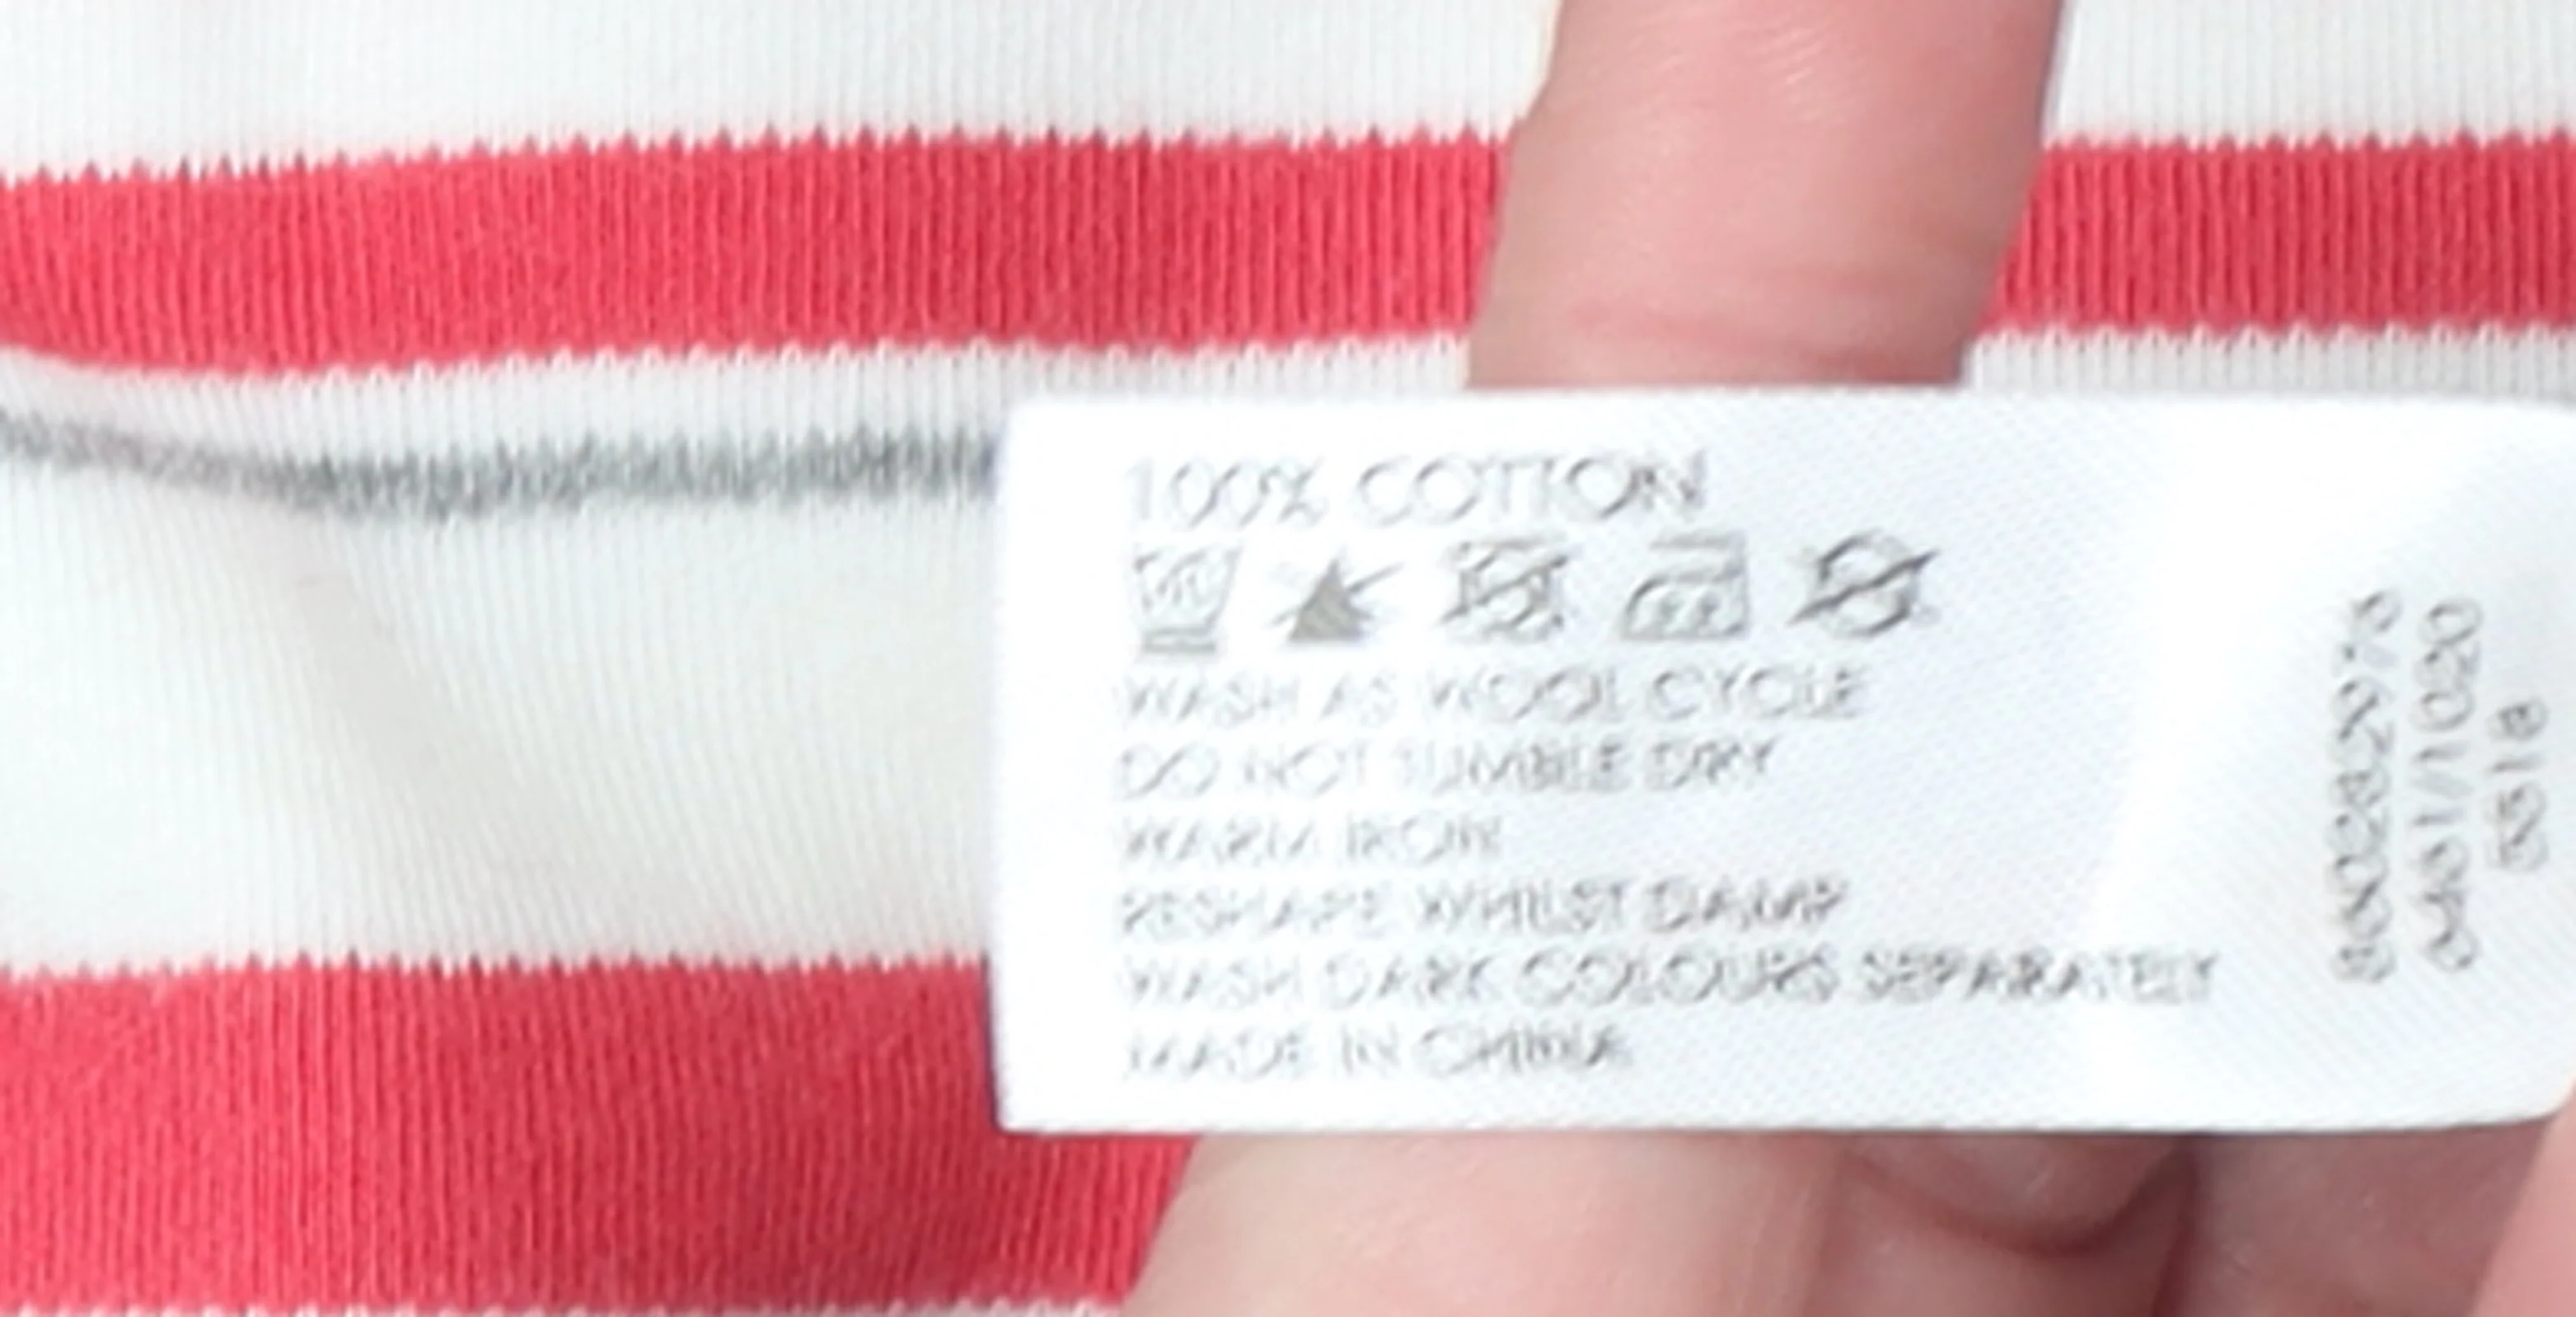 100% COTTON
WASH AS WOOL CYCLE
DO NOT TUMBLE DRY
WARM IRON
RESHAPE WHILST DAMP
WASH DARK COLOURS SEPARATELY
MADE IN CHINA
3318